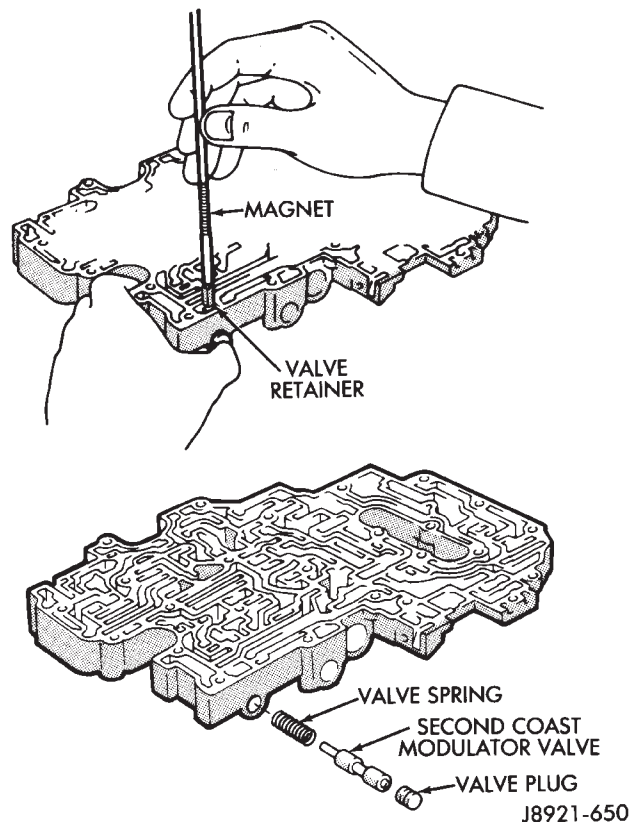 MAGNET
VALVE
RETAINER
VALVE SPRING
SECOND COAST
MODULATOR VALVE
VALVE PLUG
J8921-650